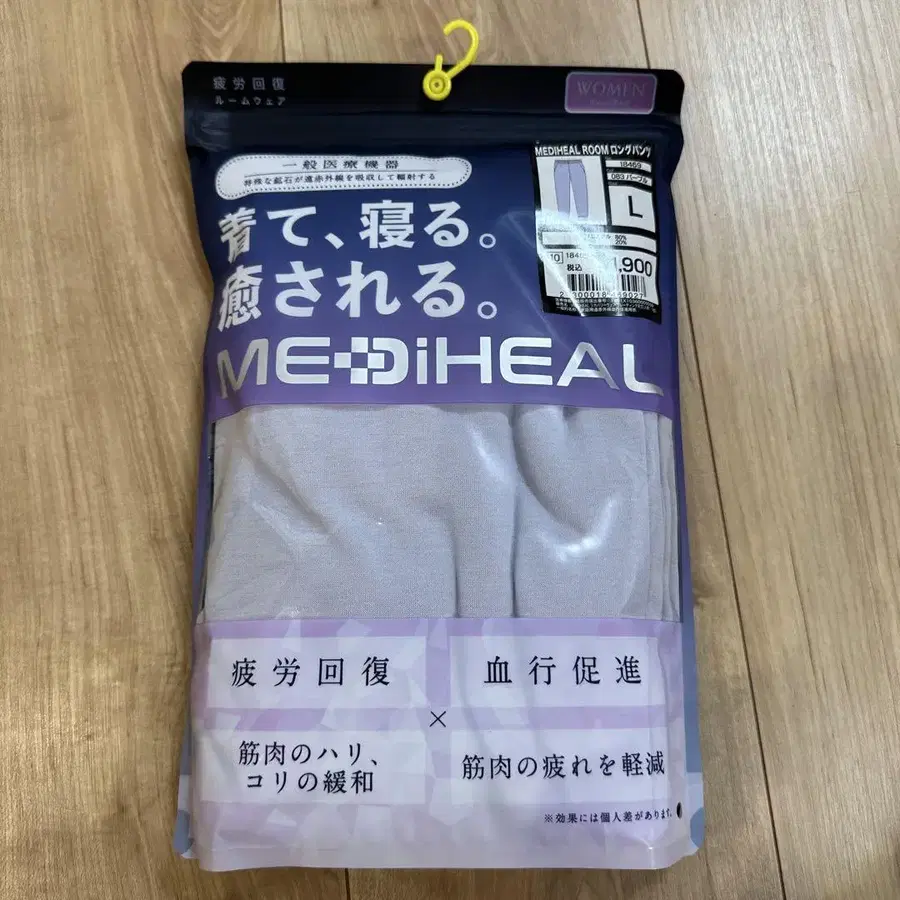 疲労回復
ルームウェア
WOMEN
一般医療機器
特殊な鉱石が遠赤外線を吸収して輻射する
着て、寝る。
癒される。
MEDiHEAL
MEDIHEAL ROOM ロングパンツ
18469
083 パープル
L
80%
20%
税込
,900
疲労回復
血行促進
×
筋肉のハリ、
コリの緩和
筋肉の疲れを軽減
※効果には個人差があります。